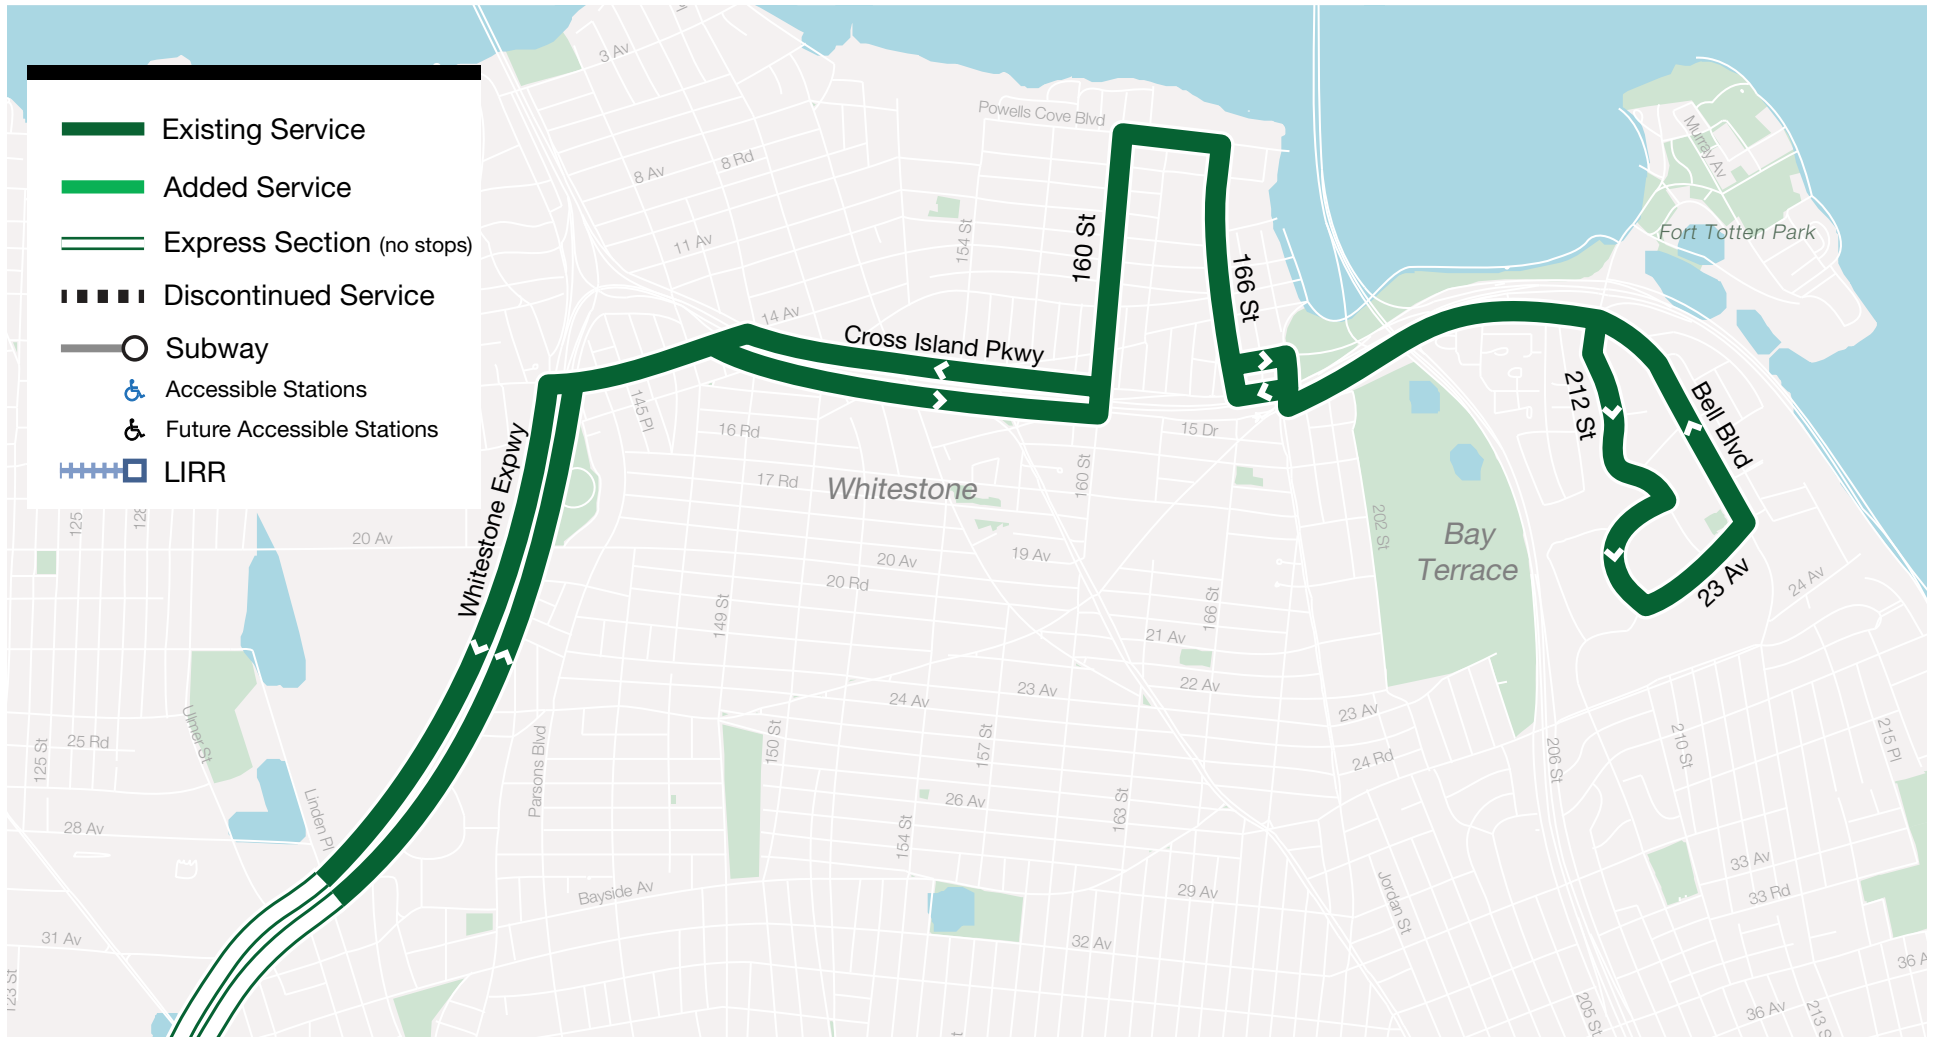 Existing Service
Added Service
Express Section (no stops)
Discontinued Service
Subway
Accessible Stations
Future Accessible Stations
LIRR
3 Av
Powells Cove Blvd
Murray Av
8 Rd
8 Av
11 Av
154 St
160 St
166 St
Fort Totten Park
14 Av
Cross Island Pkwy
212 St
Bell Blvd
145 Pl
16 Rd
15 Dr
17 Rd
Whitestone
160 St
Whitestone Expwy
125
20 Av
202 St
Bay
Terrace
20 Av
19 Av
20 Rd
23 Av
24 Av
149 St
166 St
21 Av
22 Av
23 Av
24 Av
23 Av
Ulmer St
25 Rd
125 St
Parsons Blvd
150 St
157 St
24 Rd
206 St
210 St
215 Pl
Linden Pl
26 Av
163 St
28 Av
154 St
33 Av
33 Rd
Bayside Av
29 Av
Jordan St
31 Av
32 Av
36 A
123 St
205 St
36 Av
213 S